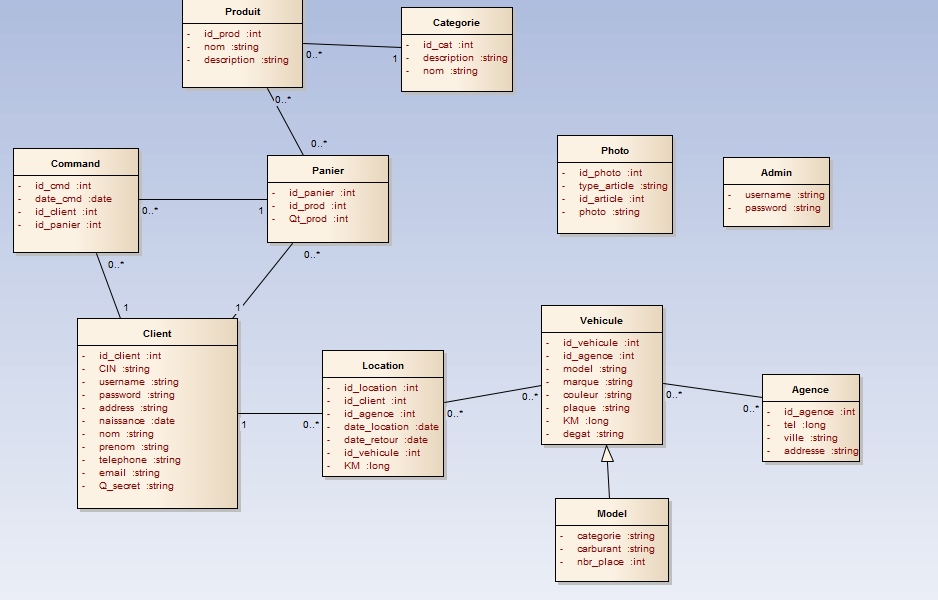 Produit
- id_prod :int
- nom :string
- description :string
Categorie
- id_cat :int
- description :string
- nom :string
0..*
1
0..*
0..*
Command
- id_cmd :int
- date_cmd :date
- id_client :int
- id_panier :int
Panier
- id_panier :int
- id_prod :int
- Qt_prod :int
Photo
- id_photo :int
- type_article :string
- id_article :int
- photo :string
Admin
- username :string
- password :string
0..*
1
0..*
0..*
1
1
Client
- id_client :int
- CIN :string
- username :string
- password :string
- address :string
- naissance :date
- nom :string
- prenom :string
- telephone :string
- email :string
- Q_secret :string
1
0..*
Location
- id_location :int
- id_client :int
- id_agence :int
- date_location :date
- date_retour :date
- id_vehicule :int
- KM :long
0..*
0..*
Vehicule
- id_vehicule :int
- id_agence :int
- model :string
- marque :string
- couleur :string
- plaque :string
- KM :long
- degat :string
0..*
0..*
Agence
- id_agence :int
- tel :long
- ville :string
- addresse :string
Model
- categorie :string
- carburant :string
- nbr_place :int